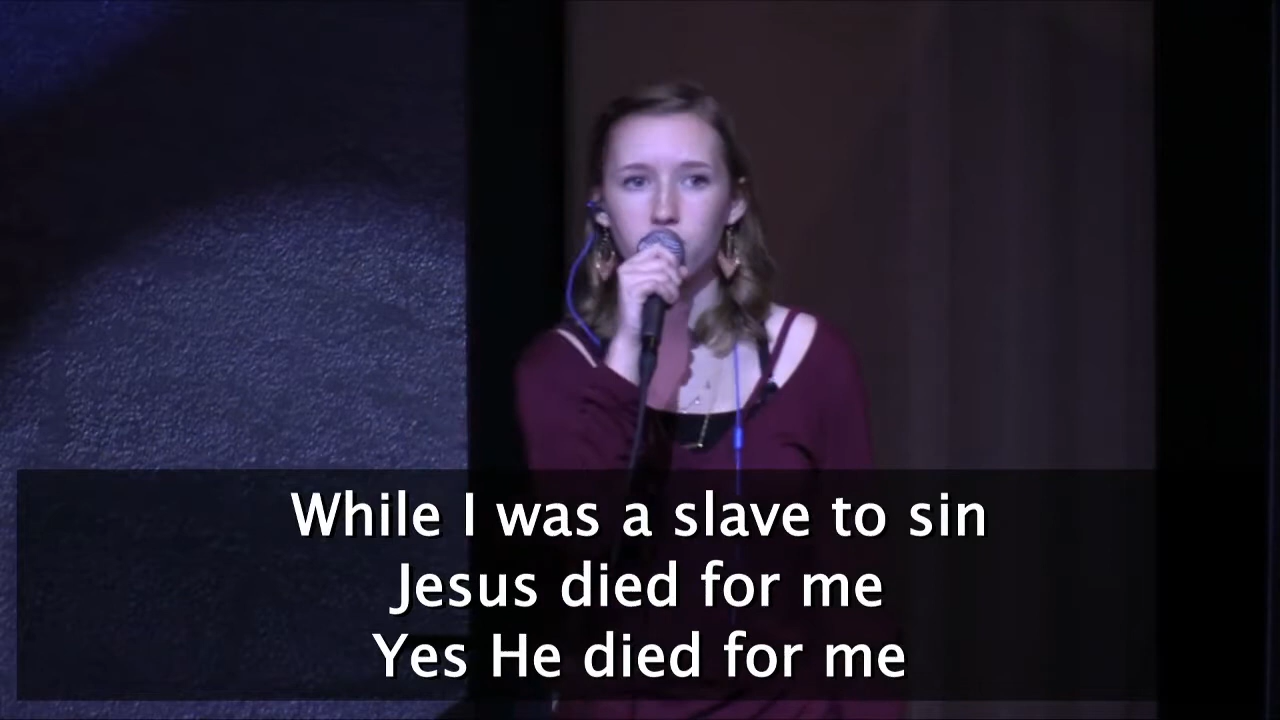 While I was a slave to sin
Jesus died for me
Yes He died for me